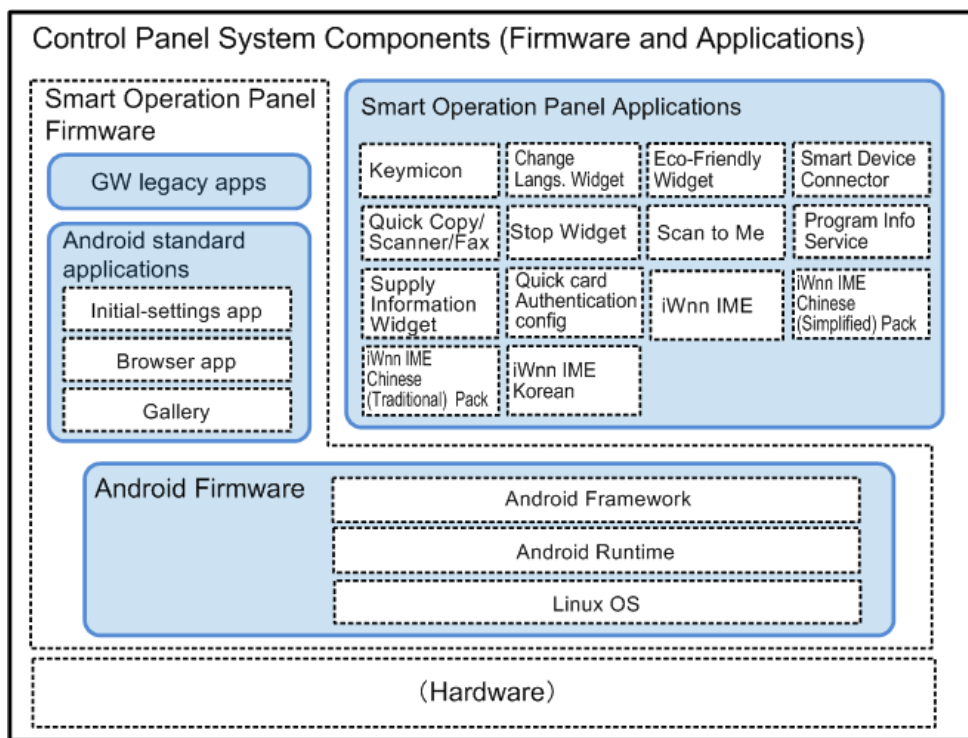 Control Panel System Components (Firmware and Applications)
Smart Operation Panel
Firmware
GW legacy apps
Android standard
applications
Initial-settings app
Browser app
Gallery
Smart Operation Panel Applications
Keymicon
Change
Langs. Widget
Eco-Friendly
Widget
Smart Device
Connector
Quick Copy/
Scanner/Fax
Stop Widget
Scan to Me
Program Info
Service
Supply
Information
Widget
Quick card
Authentication
config
iWnn IME
iWnn IME
Chinese
(Simplified) Pack
iWnn IME
Chinese
(Traditional) Pack
iWnn IME
Korean
Android Firmware
Android Framework
Android Runtime
Linux OS
(Hardware)